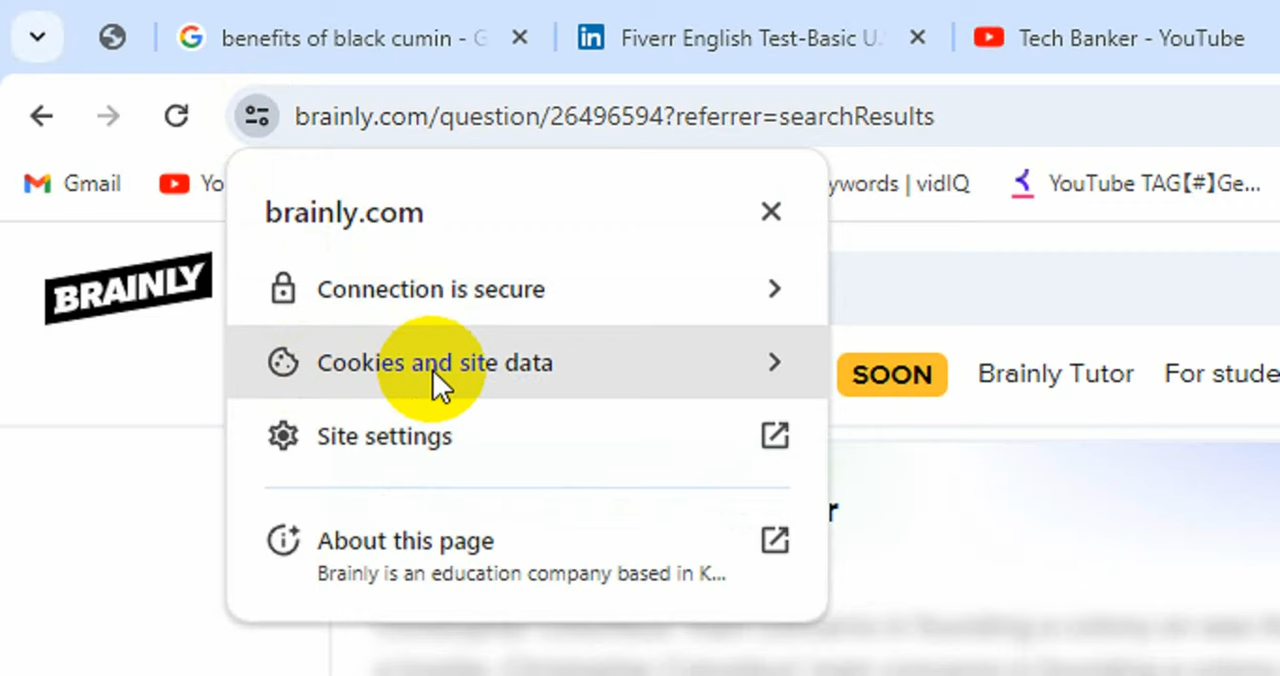 benefits of black cumin - G
Fiverr English Test-Basic U.
Tech Banker - YouTube
brainly.com/question/26496594?referrer=searchResults
Gmail
Yo
ywords | vidIQ
YouTube TAG【#】Ge...
brainly.com
BRAINLY
Connection is secure
Cookies and site data
SOON
Brainly Tutor
For stude
Site settings
r
About this page
Brainly is an education company based in K...